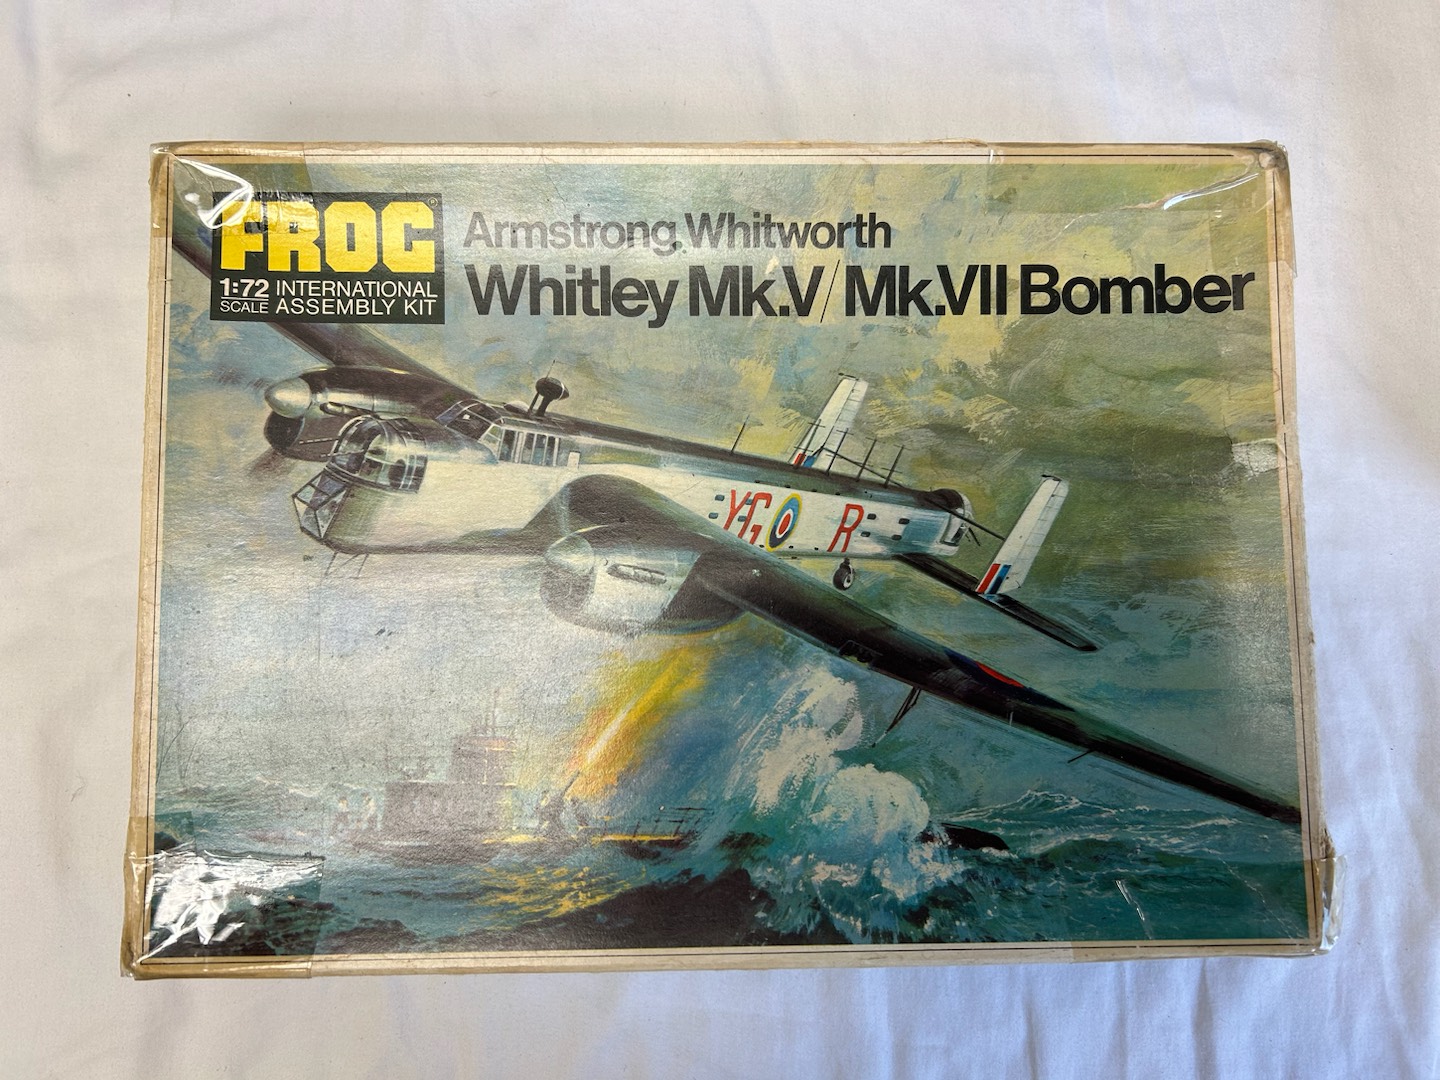 FROG
1:72 INTERNATIONAL
SCALE ASSEMBLY KIT
Armstrong Whitworth
Whitley Mk.V/Mk.VII Bomber
YG R